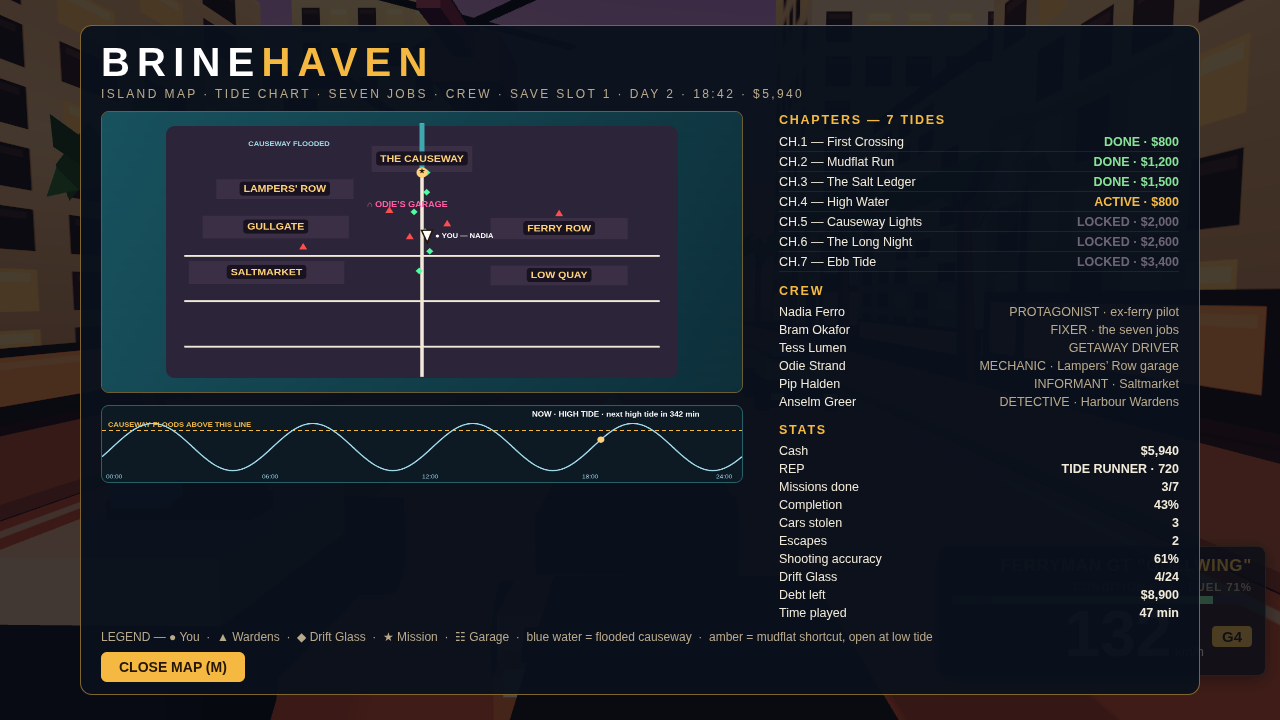 BRINEHAVEN
ISLAND MAP · TIDE CHART · SEVEN JOBS · CREW · SAVE SLOT 1 · DAY 2 · 18:42 · $5,940
CAUSEWAY FLOODED
THE CAUSEWAY
LAMPERS' ROW
∩ ODIE'S GARAGE
GULLGATE
FERRY ROW
● YOU — NADIA
SALTMARKET
LOW QUAY
NOW · HIGH TIDE · next high tide in 342 min
CAUSEWAY FLOODS ABOVE THIS LINE
00:00 06:00 12:00 18:00 24:00
CHAPTERS — 7 TIDES
CH.1 — First Crossing DONE · $800
CH.2 — Mudflat Run DONE · $1,200
CH.3 — The Salt Ledger DONE · $1,500
CH.4 — High Water ACTIVE · $800
CH.5 — Causeway Lights LOCKED · $2,000
CH.6 — The Long Night LOCKED · $2,600
CH.7 — Ebb Tide LOCKED · $3,400
CREW
Nadia Ferro PROTAGONIST · ex-ferry pilot
Bram Okafor FIXER · the seven jobs
Tess Lumen GETAWAY DRIVER
Odie Strand MECHANIC · Lampers' Row garage
Pip Halden INFORMANT · Saltmarket
Anselm Greer DETECTIVE · Harbour Wardens
STATS
Cash $5,940
REP TIDE RUNNER · 720
Missions done 3/7
Completion 43%
Cars stolen 3
Escapes 2
Shooting accuracy 61%
Drift Glass 4/24
Debt left $8,900
Time played 47 min
LEGEND — ● You · ▲ Wardens · ◆ Drift Glass · ★ Mission · ☷ Garage · blue water = flooded causeway · amber = mudflat shortcut, open at low tide
CLOSE MAP (M)
WING"
FUEL 71%
132
G4